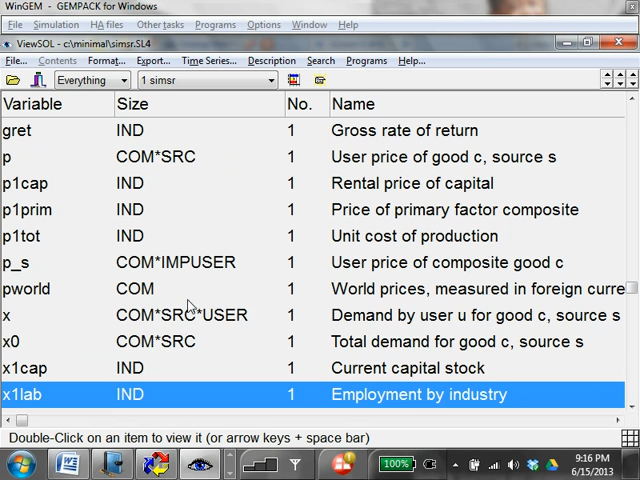 WinGEM - GEMPACK for Windows
File Simulation HA files Other tasks Programs Options Window Help
ViewSOL - c:\minimal\simsr.SL4
File... Contents Format... Export... Time Series... Description Search Programs Help
Everything 1 simsr
Variable Size No. Name
gret IND 1 Gross rate of return
p COM*SRC 1 User price of good c, source s
p1cap IND 1 Rental price of capital
p1prim IND 1 Price of primary factor composite
p1tot IND 1 Unit cost of production
p_s COM*IMPUSER 1 User price of composite good c
pworld COM 1 World prices, measured in foreign curre
x COM*SRC*USER 1 Demand by user u for good c, source s
x0 COM*SRC 1 Total demand for good c, source s
x1cap IND 1 Current capital stock
x1lab IND 1 Employment by industry
Double-Click on an item to view it (or arrow keys + space bar)
100%
9:16 PM
6/15/2013